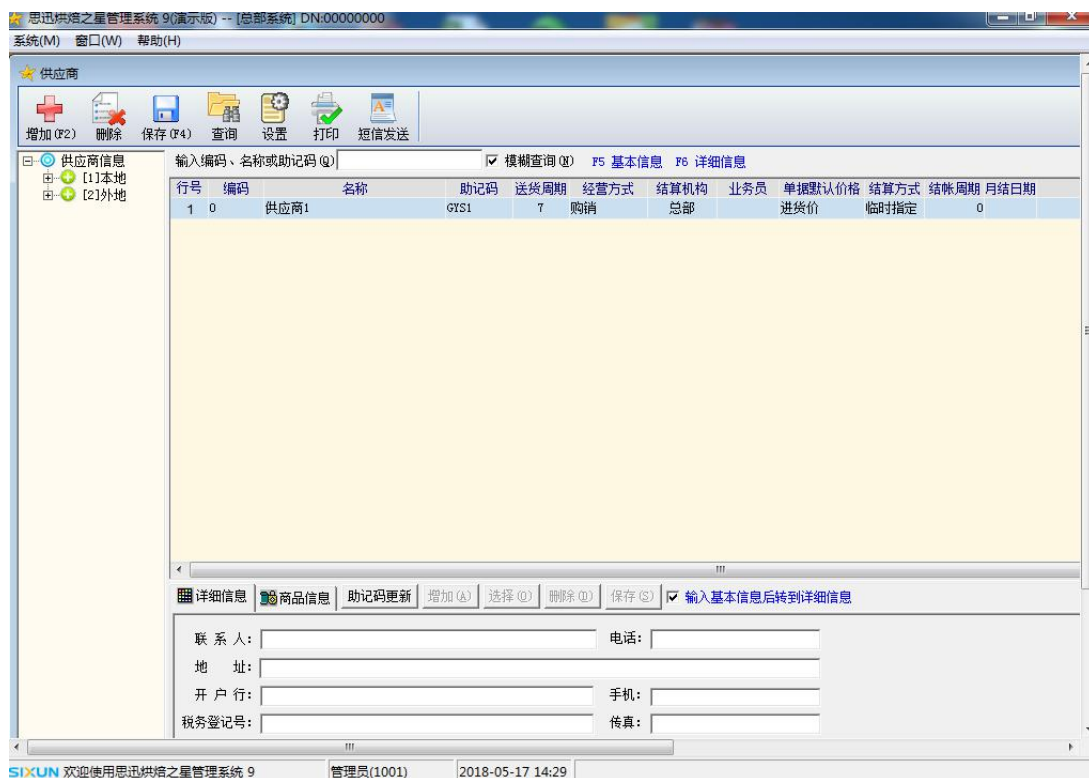 思迅烘焙之星管理系统 9(演示版) -- [总部系统] DN:00000000
系统(M) 窗口(W) 帮助(H)
供应商
增加(F2) 删除 保存(F4) 查询 设置 打印 短信发送
供应商信息
[1]本地
[2]外地
输入编码、名称或助记码(Q) 模糊查询(N) F5 基本信息 F6 详细信息
行号 编码 名称 助记码 送货周期 经营方式 结算机构 业务员 单据默认价格 结算方式 结帐周期 月结日期
1 0 供应商1 GYS1 7 购销 总部 进货价 临时指定 0
详细信息 商品信息 助记码更新 增加(A) 选择(O) 删除(D) 保存(S) 输入基本信息后转到详细信息
联系人: 电话:
地 址:
开户行: 手机:
税务登记号: 传真:
SIXUN 欢迎使用思迅烘焙之星管理系统 9 管理员(1001) 2018-05-17 14:29